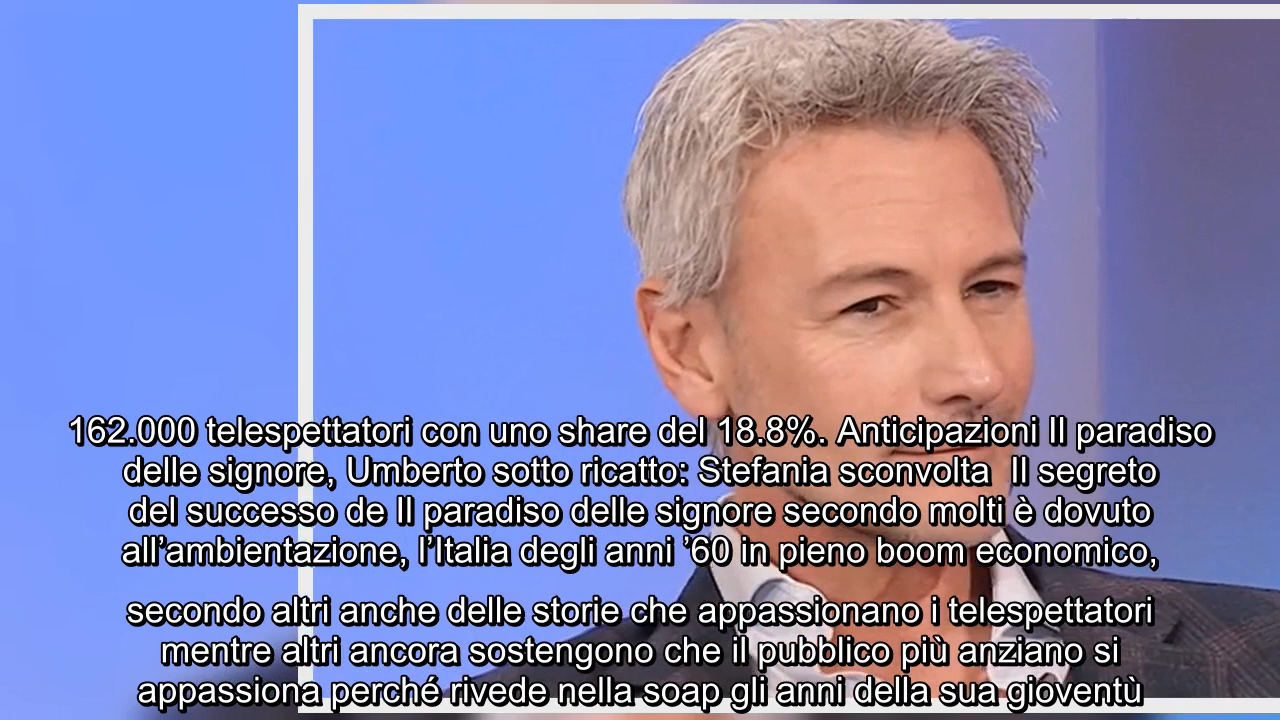 162.000 telespettatori con uno share del 18.8%. Anticipazioni Il paradiso
delle signore, Umberto sotto ricatto: Stefania sconvolta  Il segreto
del successo de Il paradiso delle signore secondo molti è dovuto
all’ambientazione, l’Italia degli anni ’60 in pieno boom economico,
secondo altri anche delle storie che appassionano i telespettatori
mentre altri ancora sostengono che il pubblico più anziano si
appassiona perché rivede nella soap gli anni della sua gioventù